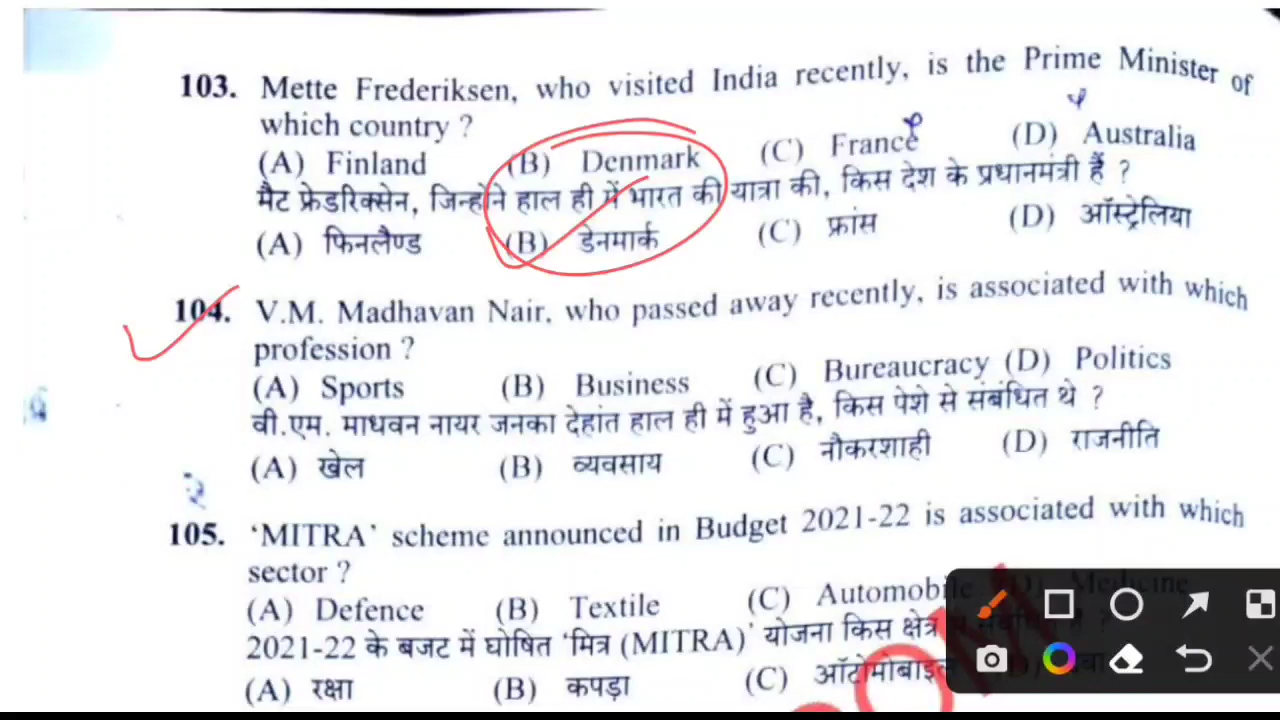 103. Mette Frederiksen, who visited India recently, is the Prime Minister of
which country ?
(A) Finland (B) Denmark (C) France (D) Australia
मैट फ्रेडरिक्सेन, जिन्होंने हाल ही में भारत की यात्रा की, किस देश के प्रधानमंत्री हैं ?
(A) फिनलैण्ड (B) डेनमार्क (C) फ्रांस (D) ऑस्ट्रेलिया
104. V.M. Madhavan Nair, who passed away recently, is associated with which
profession ?
(A) Sports (B) Business (C) Bureaucracy (D) Politics
वी.एम. माधवन नायर जनका देहांत हाल ही में हुआ है, किस पेशे से संबंधित थे ?
(A) खेल (B) व्यवसाय (C) नौकरशाही (D) राजनीति
105. 'MITRA' scheme announced in Budget 2021-22 is associated with which
sector ?
(A) Defence (B) Textile (C) Automobile (D) Medicine
2021-22 के बजट में घोषित 'मित्र (MITRA)' योजना किस क्षेत्र से संबंधित है ?
(A) रक्षा (B) कपड़ा (C) ऑटोमोबाइल